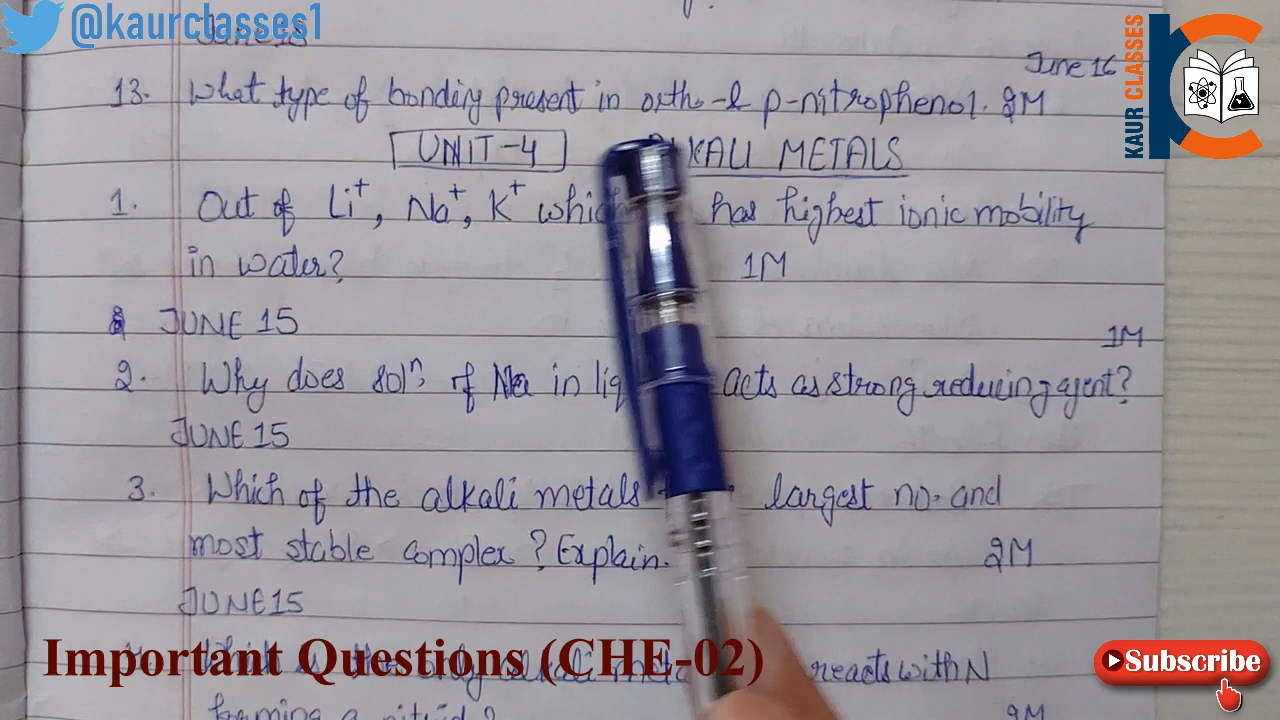 @kaurclasses1
June 18
June 16
KAUR CLASSES
13. What type of bonding present in ortho - & p-nitrophenol. 2M
UNIT-4 ALKALI METALS
1. Out of Li+, Na+, K+ which has highest ionic mobility
in water? 1M
JUNE 15
1M
2. Why does soln of Na in liq acts as strong reducing agent?
JUNE 15
3. Which of the alkali metals largest no. and
most stable complex? Explain. 2M
JUNE 15
Important Questions (CHE-02)
reacts with N
Subscribe
2M